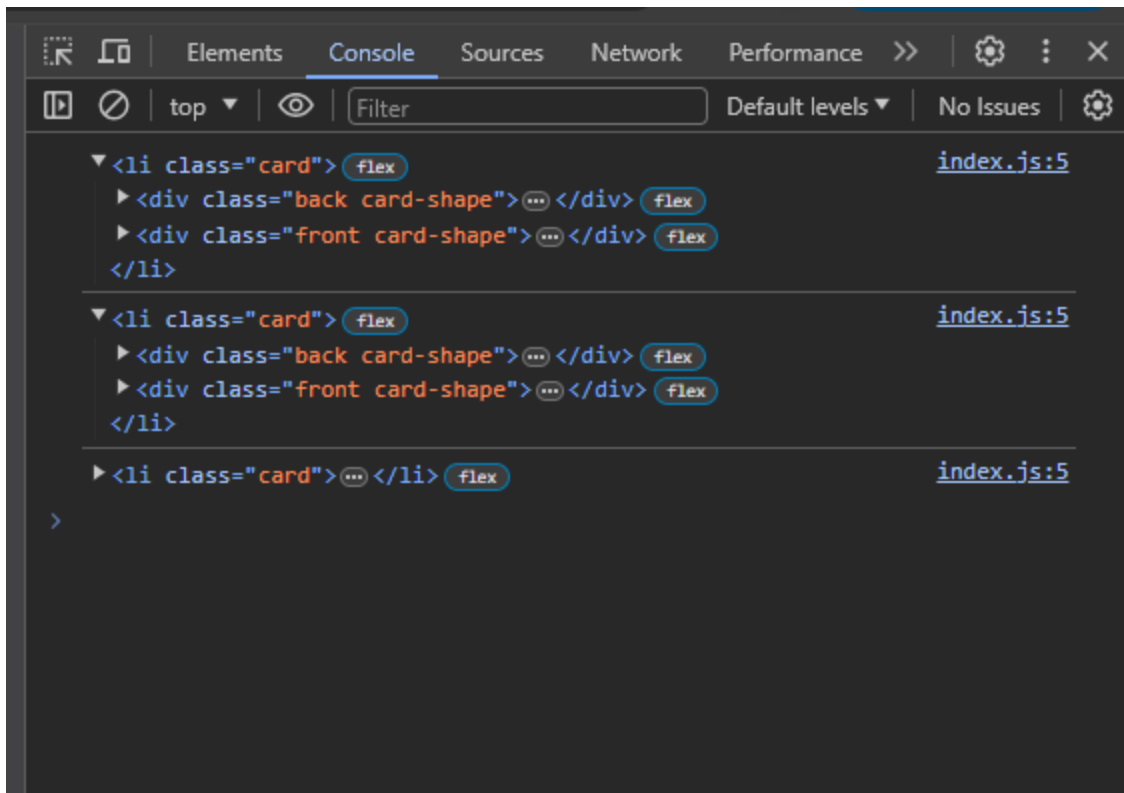 Elements Console Sources Network Performance
top Filter Default levels No Issues
<li class="card"> flex index.js:5
<div class="back card-shape">…</div> flex
<div class="front card-shape">…</div> flex
</li>
<li class="card"> flex index.js:5
<div class="back card-shape">…</div> flex
<div class="front card-shape">…</div> flex
</li>
<li class="card">…</li> flex index.js:5